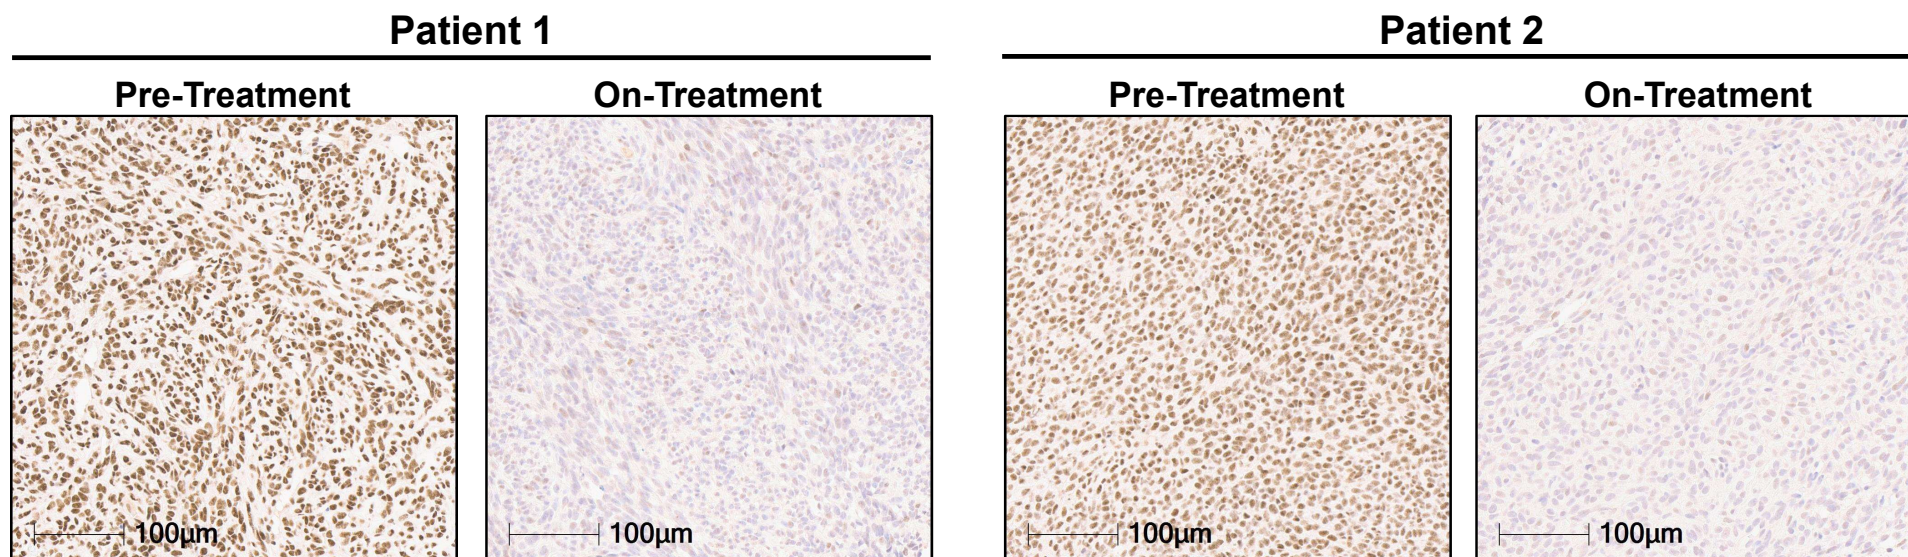 Patient 1
Patient 2
Pre-Treatment
On-Treatment
Pre-Treatment
On-Treatment
100µm
100µm
100µm
100µm